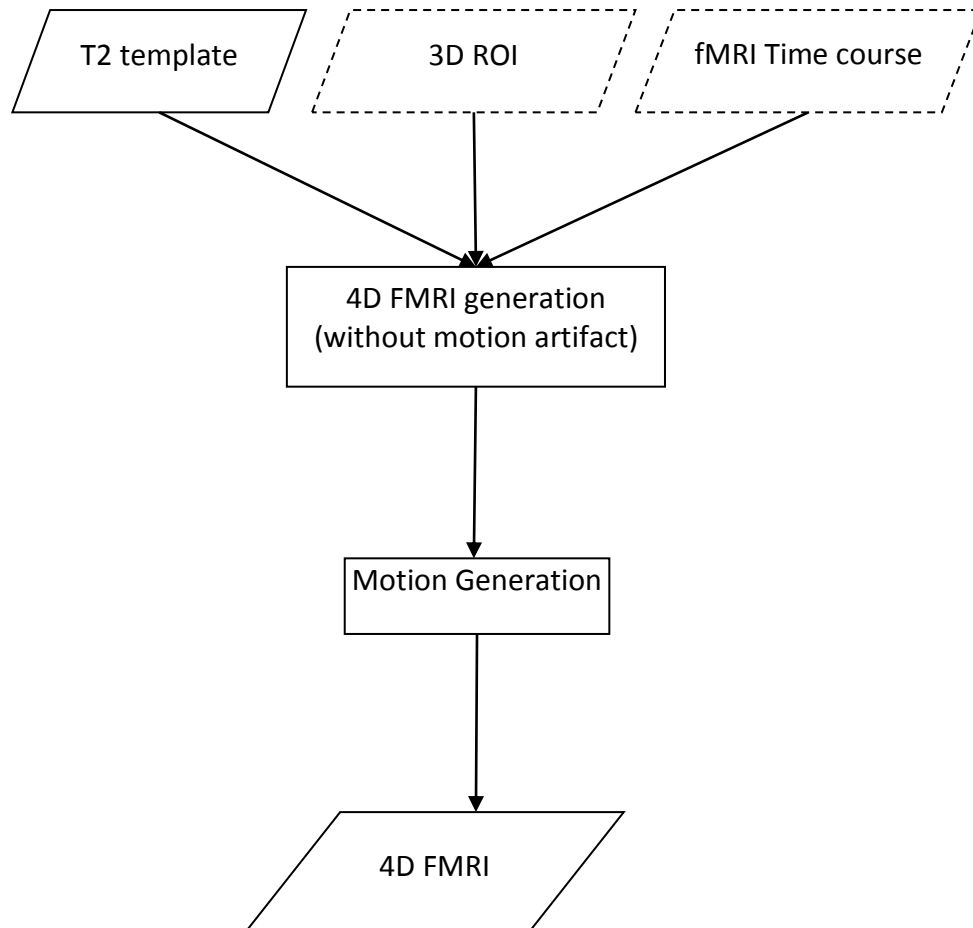 T2 template
3D ROI
fMRI Time course
4D FMRI generation
(without motion artifact)
Motion Generation
4D FMRI